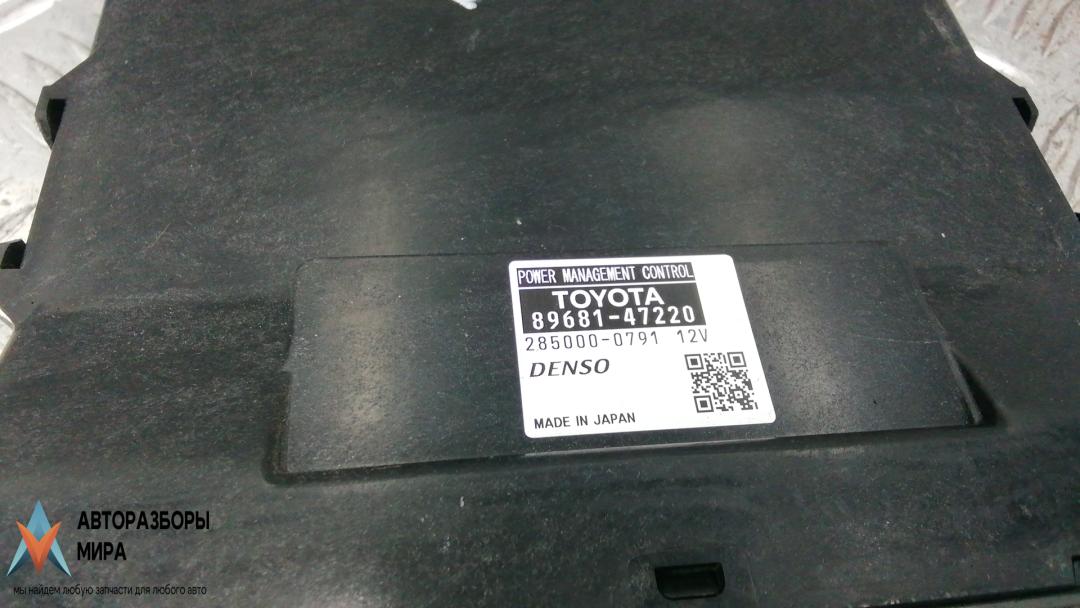 POWER MANAGEMENT CONTROL
TOYOTA
89681-47220
285000-0791 12V
DENSO
MADE IN JAPAN
АВТОРАЗБОРЫ
МИРА
мы найдем любую запчасти для любого авто